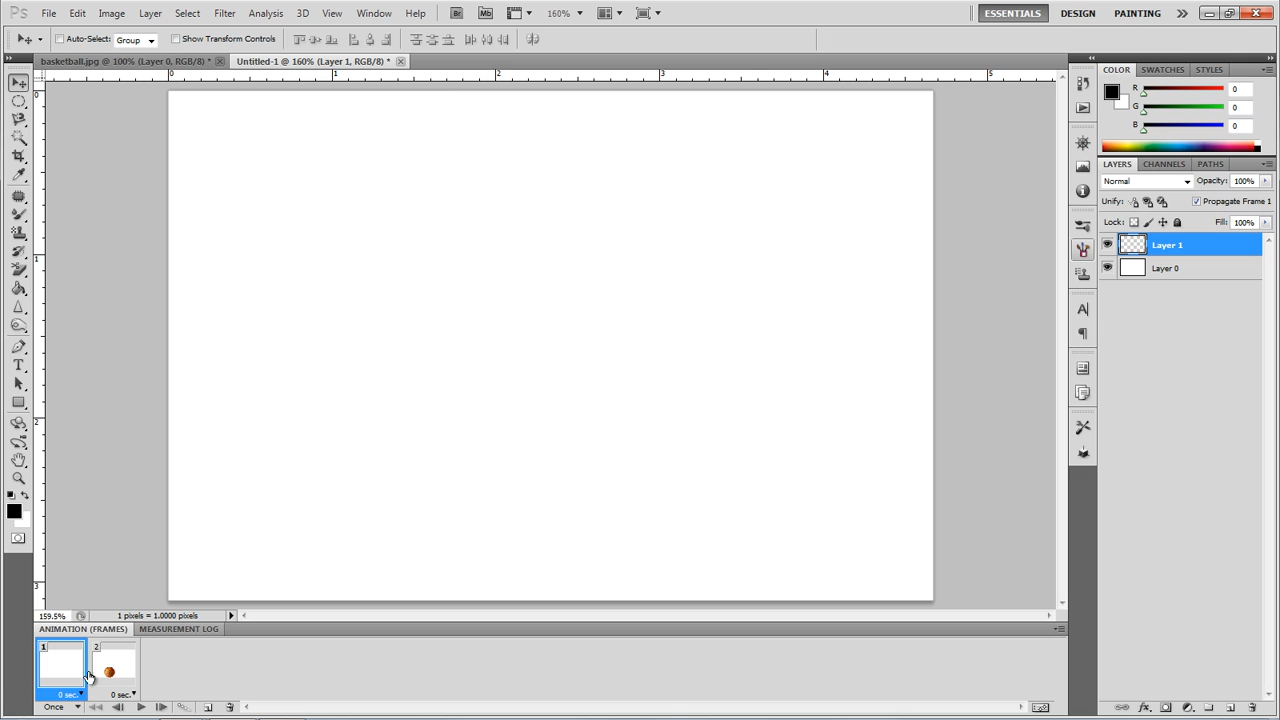 Ps File Edit Image Layer Select Filter Analysis 3D View Window Help Br Mb 160% ESSENTIALS DESIGN PAINTING
Auto-Select: Group Show Transform Controls
basketball.jpg @ 100% (Layer 0, RGB/8) * Untitled-1 @ 160% (Layer 1, RGB/8) *
0 1 2 3 4 5
0
1
2
3
COLOR SWATCHES STYLES
R 0
G 0
B 0
LAYERS CHANNELS PATHS
Normal Opacity: 100%
Unify: Propagate Frame 1
Lock: Fill: 100%
Layer 1
Layer 0
159.5% 1 pixels = 1.0000 pixels
ANIMATION (FRAMES) MEASUREMENT LOG
1 2
0 sec. 0 sec.
Once